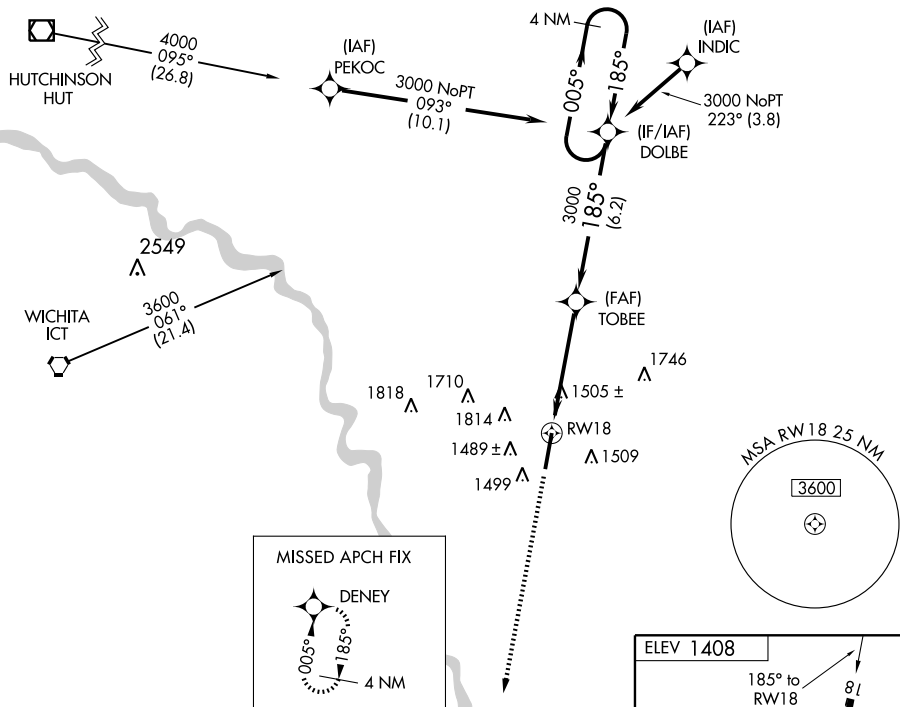 HUTCHINSON
HUT
4000
095°
(26.8)
(IAF)
PEKOC
3000 NoPT
093°
(10.1)
4 NM
005°
185°
(IAF)
INDIC
3000 NoPT
223° (3.8)
(IF/IAF)
DOLBE
3000
185°
(6.2)
2549
WICHITA
ICT
3600
061°
(21.4)
(FAF)
TOBEE
1746
1818
1710
1505 ±
1814
RW18
1489 ±
1509
1499
MSA RW18 25 NM
3600
MISSED APCH FIX
DENEY
005°
185°
4 NM
ELEV 1408
185° to
RW18
18